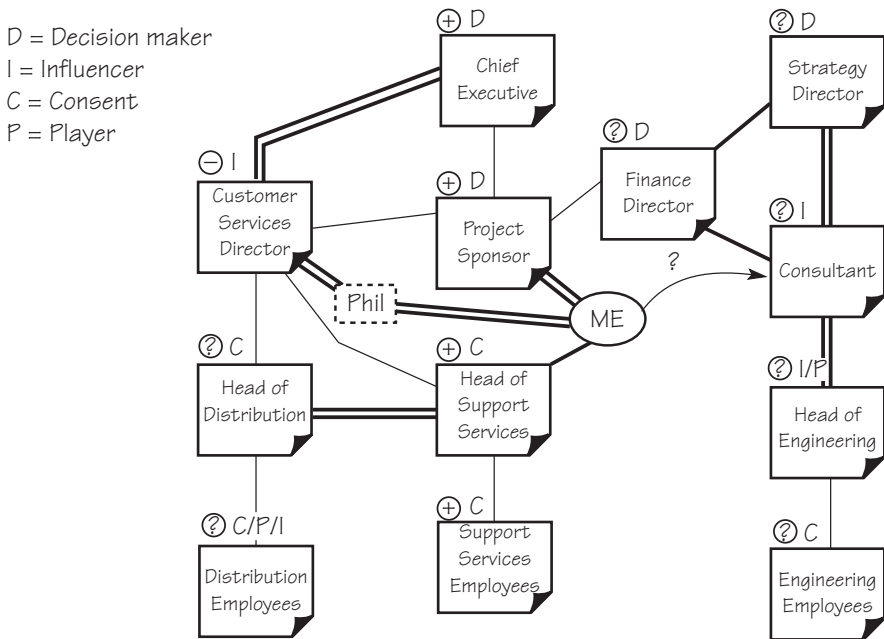 D = Decision maker
I = Influencer
C = Consent
P = Player
+ D
Chief
Executive
? D
Strategy
Director
? D
Finance
Director
− I
Customer
Services
Director
+ D
Project
Sponsor
? I
Consultant
?
Phil
ME
? C
Head of
Distribution
+ C
Head of
Support
Services
? I/P
Head of
Engineering
? C/P/I
Distribution
Employees
+ C
Support
Services
Employees
? C
Engineering
Employees